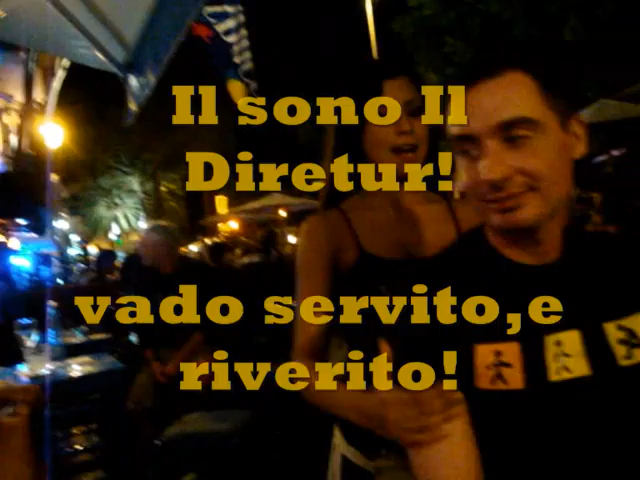 Il sono Il
Diretur!
vado servito,e
riverito!